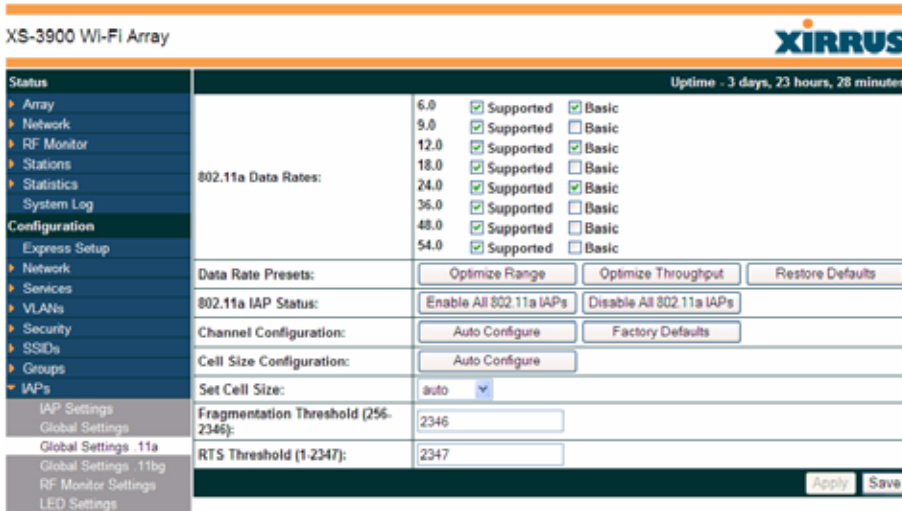 XS-3900 Wi-Fi Array
XIRRUS
Status
Uptime - 3 days, 23 hours, 28 minutes
Array
Network
RF Monitor
Stations
Statistics
System Log
Configuration
Express Setup
Network
Services
VLANs
Security
SSIDs
Groups
IAPs
IAP Settings
Global Settings
Global Settings .11a
Global Settings .11bg
RF Monitor Settings
LED Settings
802.11a Data Rates:
6.0 Supported Basic
9.0 Supported Basic
12.0 Supported Basic
18.0 Supported Basic
24.0 Supported Basic
36.0 Supported Basic
48.0 Supported Basic
54.0 Supported Basic
Data Rate Presets: Optimize Range Optimize Throughput Restore Defaults
802.11a IAP Status: Enable All 802.11a IAPs Disable All 802.11a IAPs
Channel Configuration: Auto Configure Factory Defaults
Cell Size Configuration: Auto Configure
Set Cell Size: auto
Fragmentation Threshold (256-
2346): 2346
RTS Threshold (1-2347): 2347
Apply Save